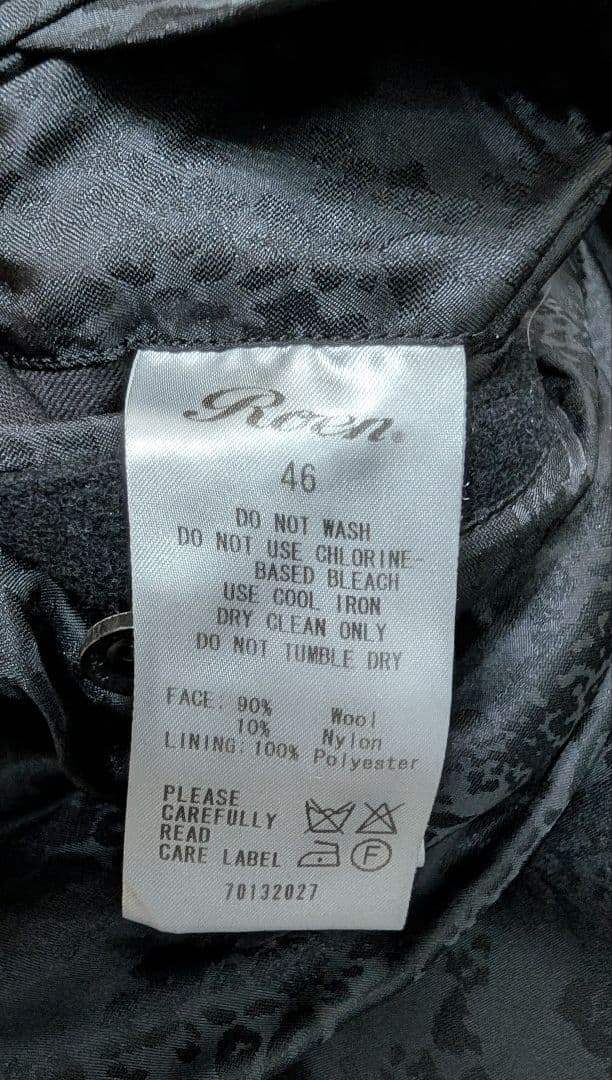 Roen.
46
DO NOT WASH
DO NOT USE CHLORINE-
BASED BLEACH
USE COOL IRON
DRY CLEAN ONLY
DO NOT TUMBLE DRY
FACE: 90% Wool
10% Nylon
LINING: 100% Polyester
PLEASE
CAREFULLY
READ
CARE LABEL F
70132027